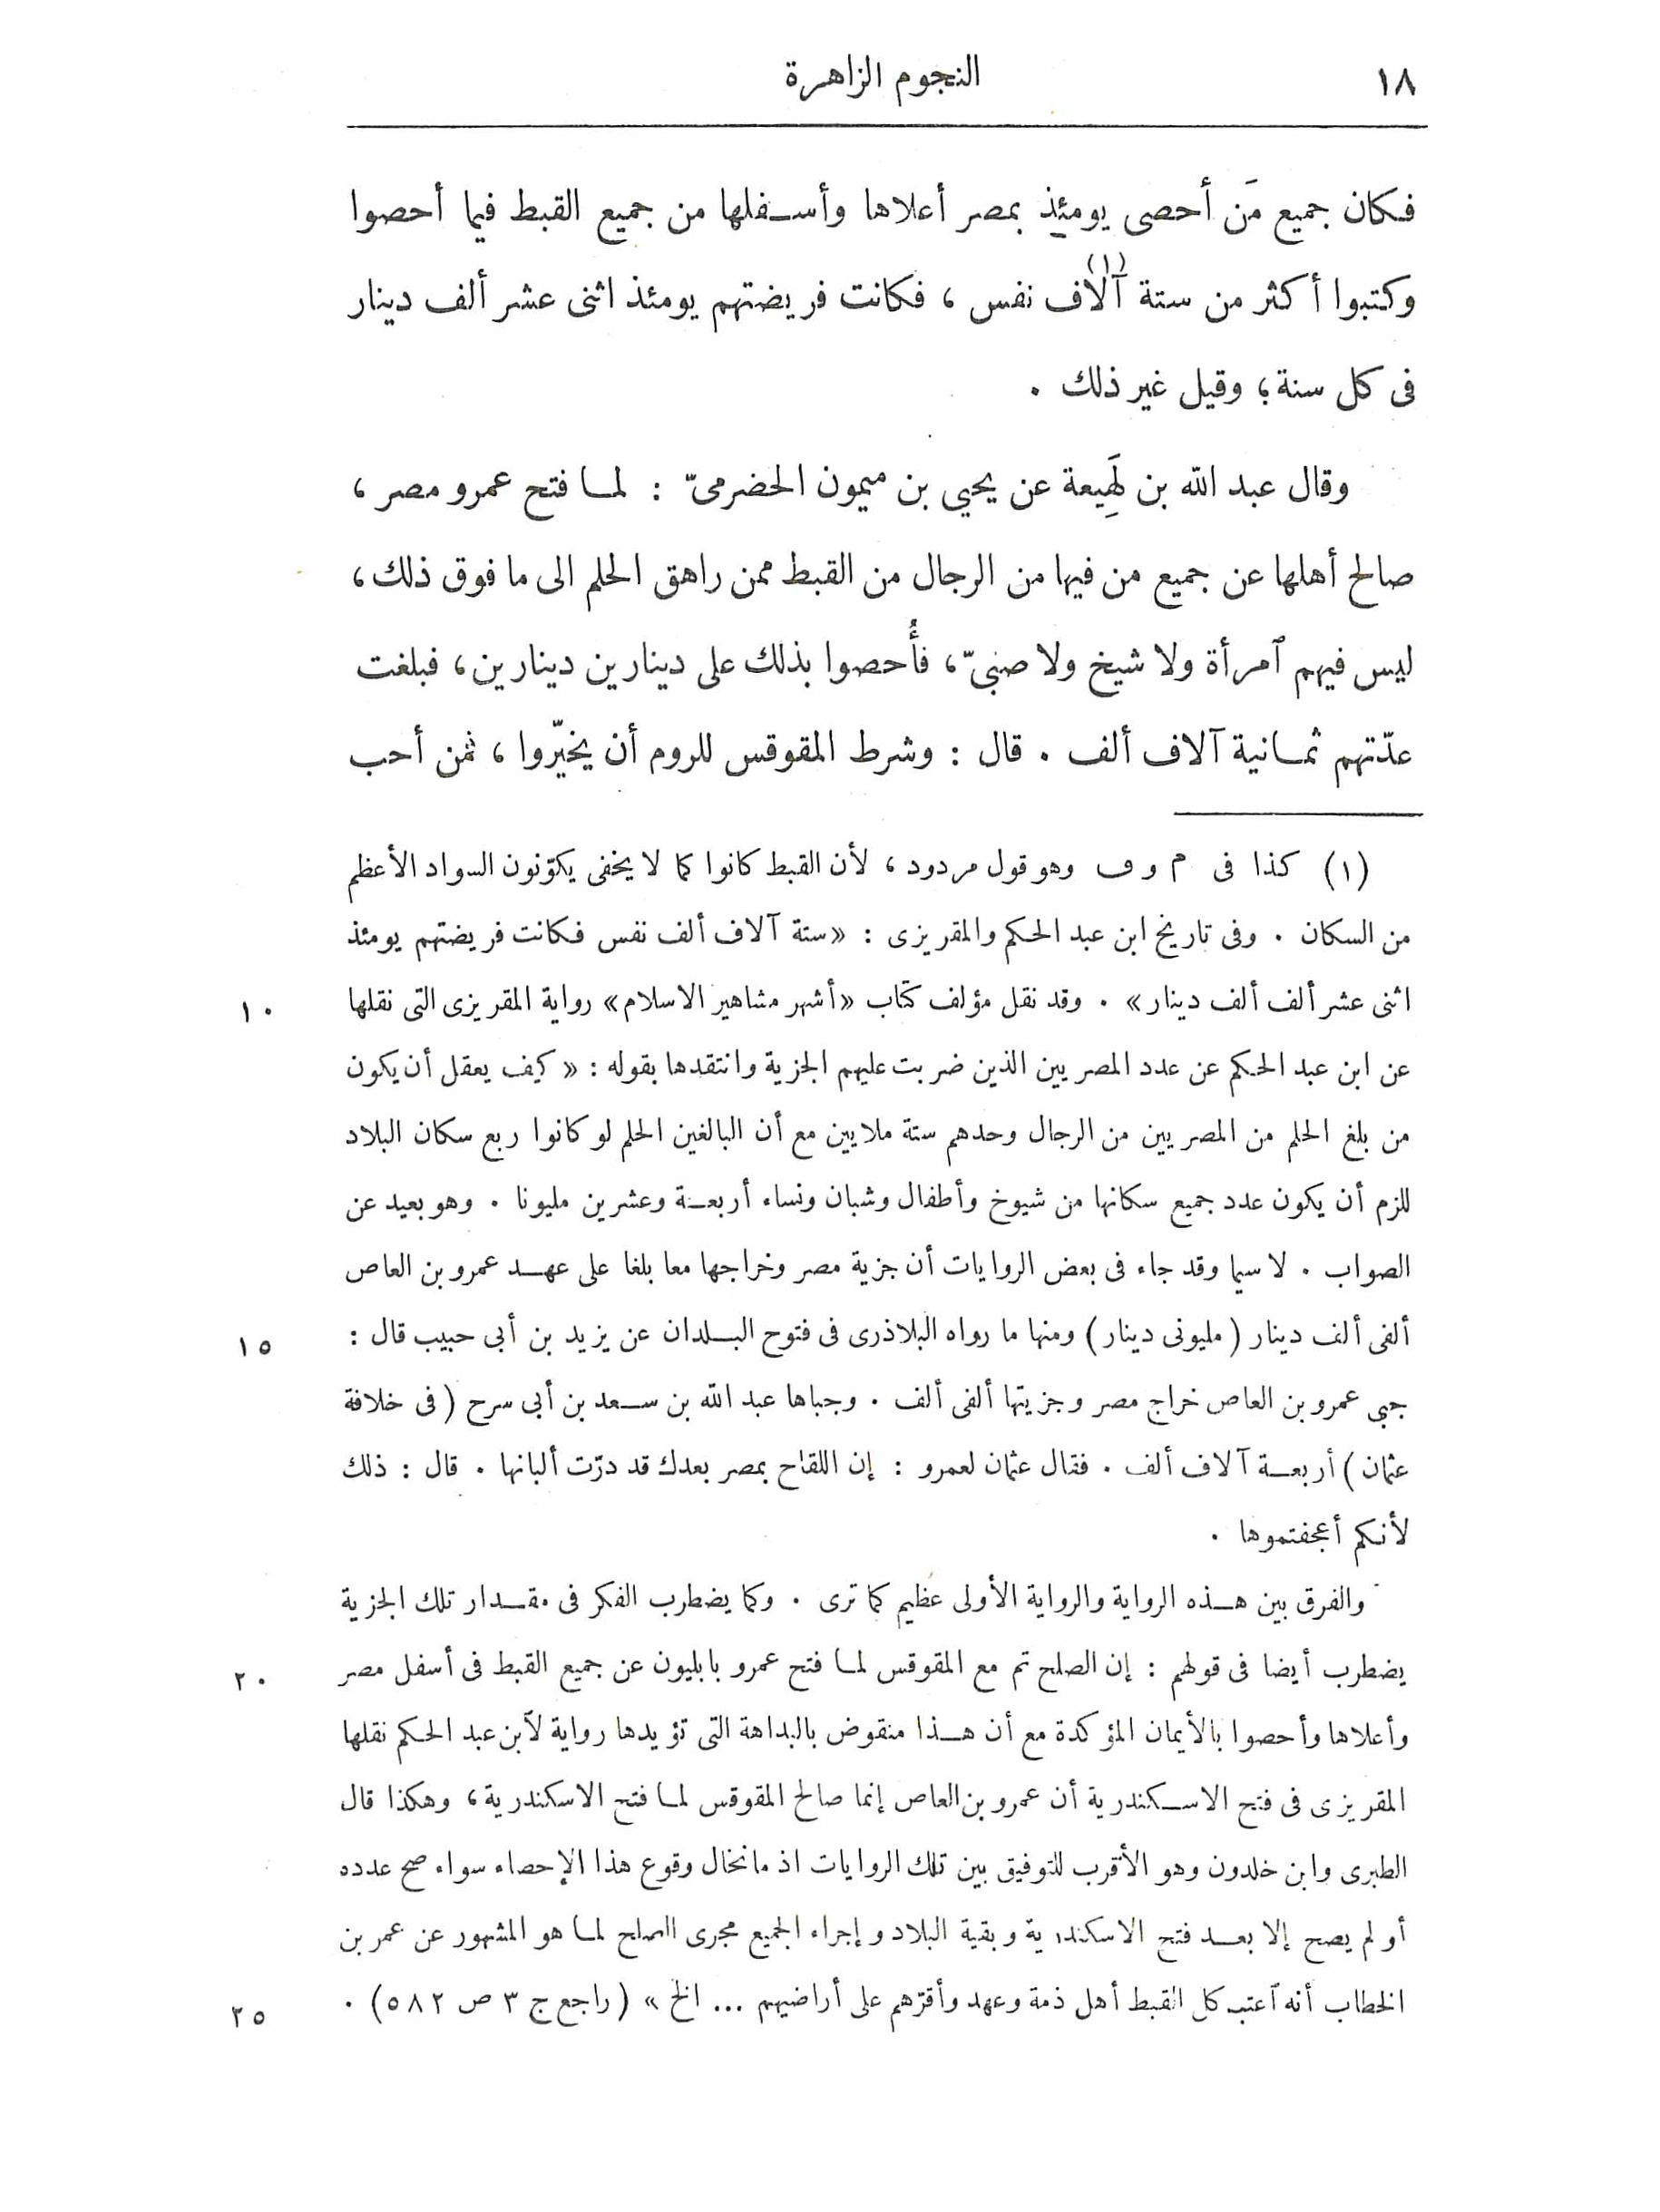 ١٨
النجوم الزاهرة
فكان جميع مَن أحصى يومئذ بمصر أعلاها وأسفلها من جميع القبط فيما أحصوا
وكتبوا أكثر من ستة آلاف (١) نفس ، فكانت فريضتهم يومئذ اثنى عشر ألف دينار
فى كل سنة ؛ وقيل غير ذلك .
وقال عبد الله بن لَهِيعة عن يحيي بن ميمون الحضرمىّ : لما فتح عمرو مصر ،
صالح أهلها عن جميع من فيها من الرجال من القبط ممن راهق الحلم الى ما فوق ذلك ،
ليس فيهم آمرأة ولا شيخ ولا صبىّ ، فأُحصوا بذلك على دينارين دينارين ، فبلغت
عدّتهم ثمانية آلاف ألف . قال : وشرط المقوقس للروم أن يخيّروا ، فمن أحب
(١) كذا فى م و ف وهو قول مردود ، لأن القبط كانوا كما لا يخفى يكوّنون السواد الأعظم
من السكان . وفى تاريخ ابن عبد الحكم والمقريزى : «ستة آلاف ألف نفس فكانت فريضتهم يومئذ
اثنى عشر ألف ألف دينار» . وقد نقل مؤلف كتاب «أشهر مشاهير الاسلام» رواية المقريزى التى نقلها
١٠
عن ابن عبد الحكم عن عدد المصريين الذين ضربت عليهم الجزية وانتقدها بقوله : « كيف يعقل أن يكون
من بلغ الحلم من المصريين من الرجال وحدهم ستة ملايين مع أن البالغين الحلم لو كانوا ربع سكان البلاد
للزم أن يكون عدد جميع سكانها من شيوخ وأطفال وشبان ونساء أربعة وعشرين مليونا . وهو بعيد عن
الصواب . لا سيما وقد جاء فى بعض الروايات أن جزية مصر وخراجها معا بلغا على عهد عمرو بن العاص
ألفى ألف دينار (مليونى دينار) ومنها ما رواه البلاذرى فى فتوح البلدان عن يزيد بن أبى حبيب قال :
١٥
جبى عمرو بن العاص خراج مصر وجزيتها ألفى ألف . وجباها عبد الله بن سعد بن أبى سرح (فى خلافة
عثمان) أربعة آلاف ألف . فقال عثمان لعمرو : إن اللقاح بمصر بعدك قد درّت ألبانها . قال : ذلك
لأنكم أعجفتموها .
والفرق بين هذه الرواية والرواية الأولى عظيم كما ترى . وكما يضطرب الفكر فى مقدار تلك الجزية
يضطرب أيضا فى قولهم : إن الصلح تم مع المقوقس لما فتح عمرو بابليون عن جميع القبط فى أسفل مصر
٢٠
وأعلاها وأحصوا بالأيمان المؤكدة مع أن هذا منقوض بالبداهة التى تؤيدها رواية لآبن عبد الحكم نقلها
المقريزى فى فتح الاسكندرية أن عمرو بن العاص إنما صالح المقوقس لما فتح الاسكندرية ، وهكذا قال
الطبرى وابن خلدون وهو الأقرب للتوفيق بين تلك الروايات اذ مانخال وقوع هذا الإحصاء سواء صح عدده
أو لم يصح إلا بعد فتح الاسكندرية وبقية البلاد وإجراء الجميع مجرى الصلح لما هو المشهور عن عمر بن
الخطاب أنه آعتبر كل القبط أهل ذمة وعهد وأقرّهم على أراضيهم ... الخ » (راجع ج ٣ ص ٥٨٢) .
٢٥